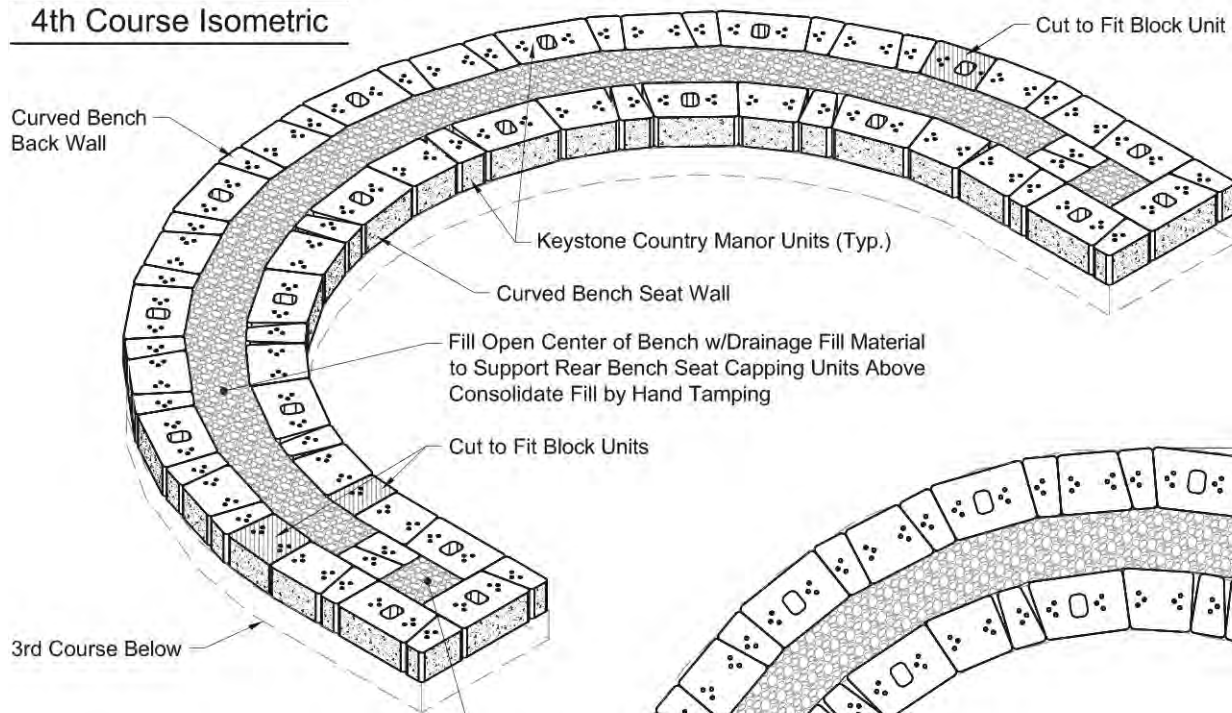 4th Course Isometric
Cut to Fit Block Unit
Curved Bench
Back Wall
Keystone Country Manor Units (Typ.)
Curved Bench Seat Wall
Fill Open Center of Bench w/Drainage Fill Material
to Support Rear Bench Seat Capping Units Above
Consolidate Fill by Hand Tamping
Cut to Fit Block Units
3rd Course Below